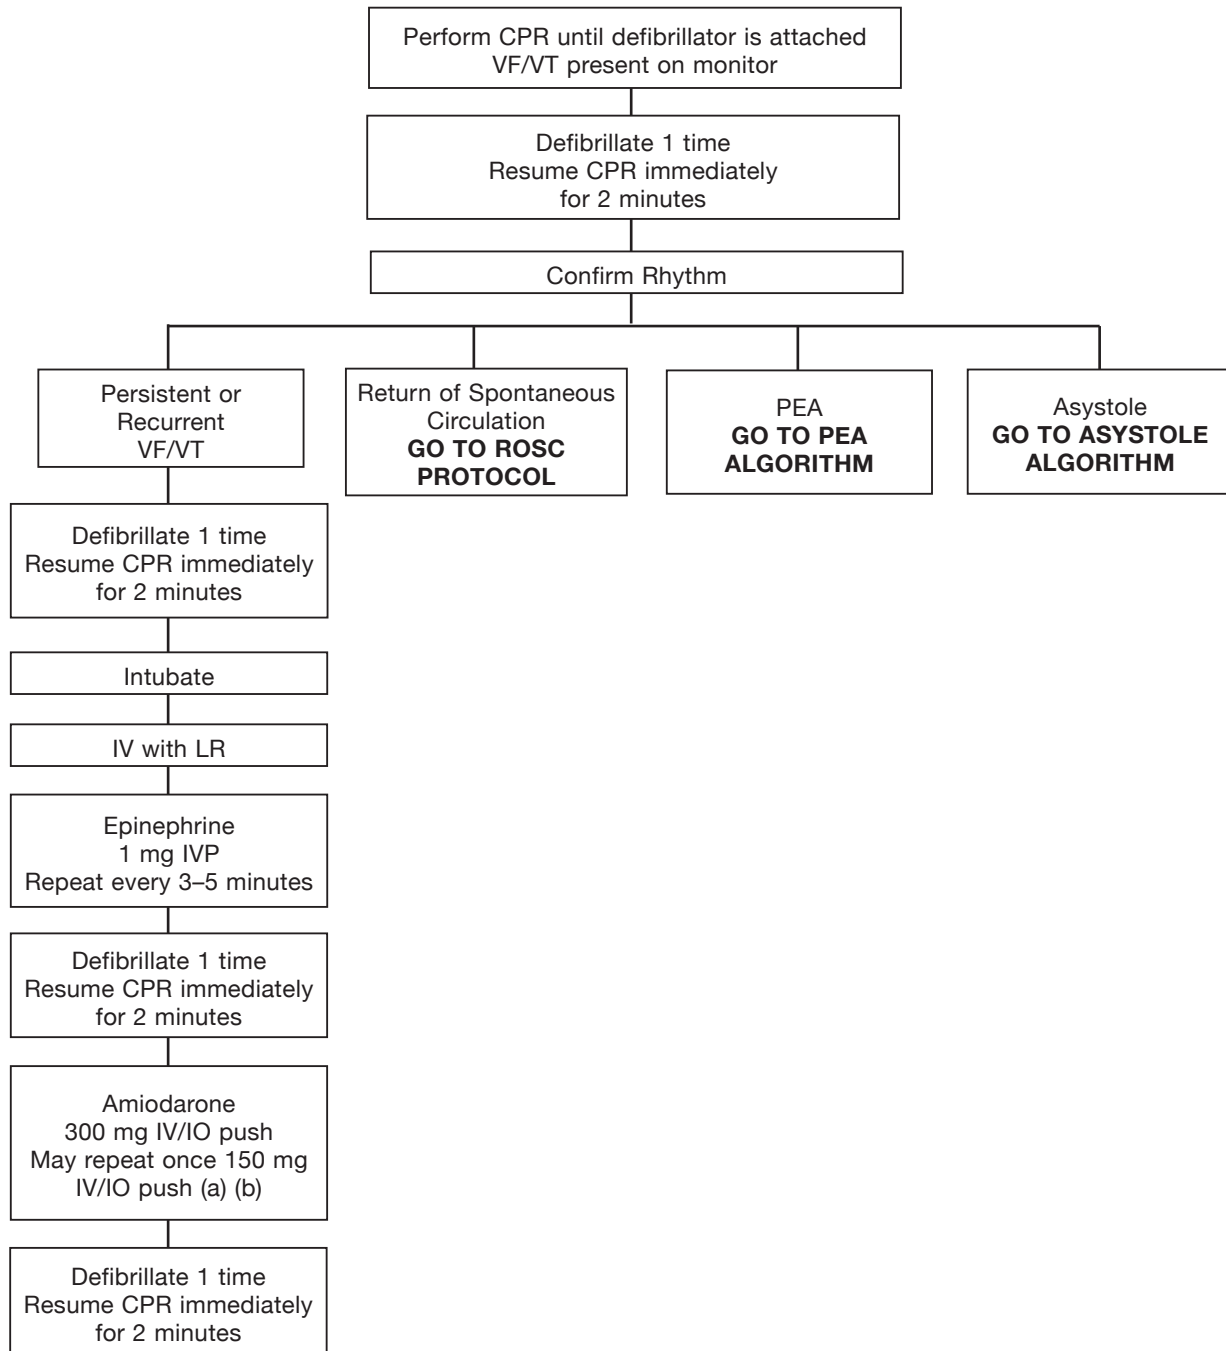 Perform CPR until defibrillator is attached
VF/VT present on monitor
Defibrillate 1 time
Resume CPR immediately
for 2 minutes
Confirm Rhythm
Persistent or
Recurrent
VF/VT
Return of Spontaneous
Circulation
GO TO ROSC
PROTOCOL
PEA
GO TO PEA
ALGORITHM
Asystole
GO TO ASYSTOLE
ALGORITHM
Defibrillate 1 time
Resume CPR immediately
for 2 minutes
Intubate
IV with LR
Epinephrine
1 mg IVP
Repeat every 3–5 minutes
Defibrillate 1 time
Resume CPR immediately
for 2 minutes
Amiodarone
300 mg IV/IO push
May repeat once 150 mg
IV/IO push (a) (b)
Defibrillate 1 time
Resume CPR immediately
for 2 minutes